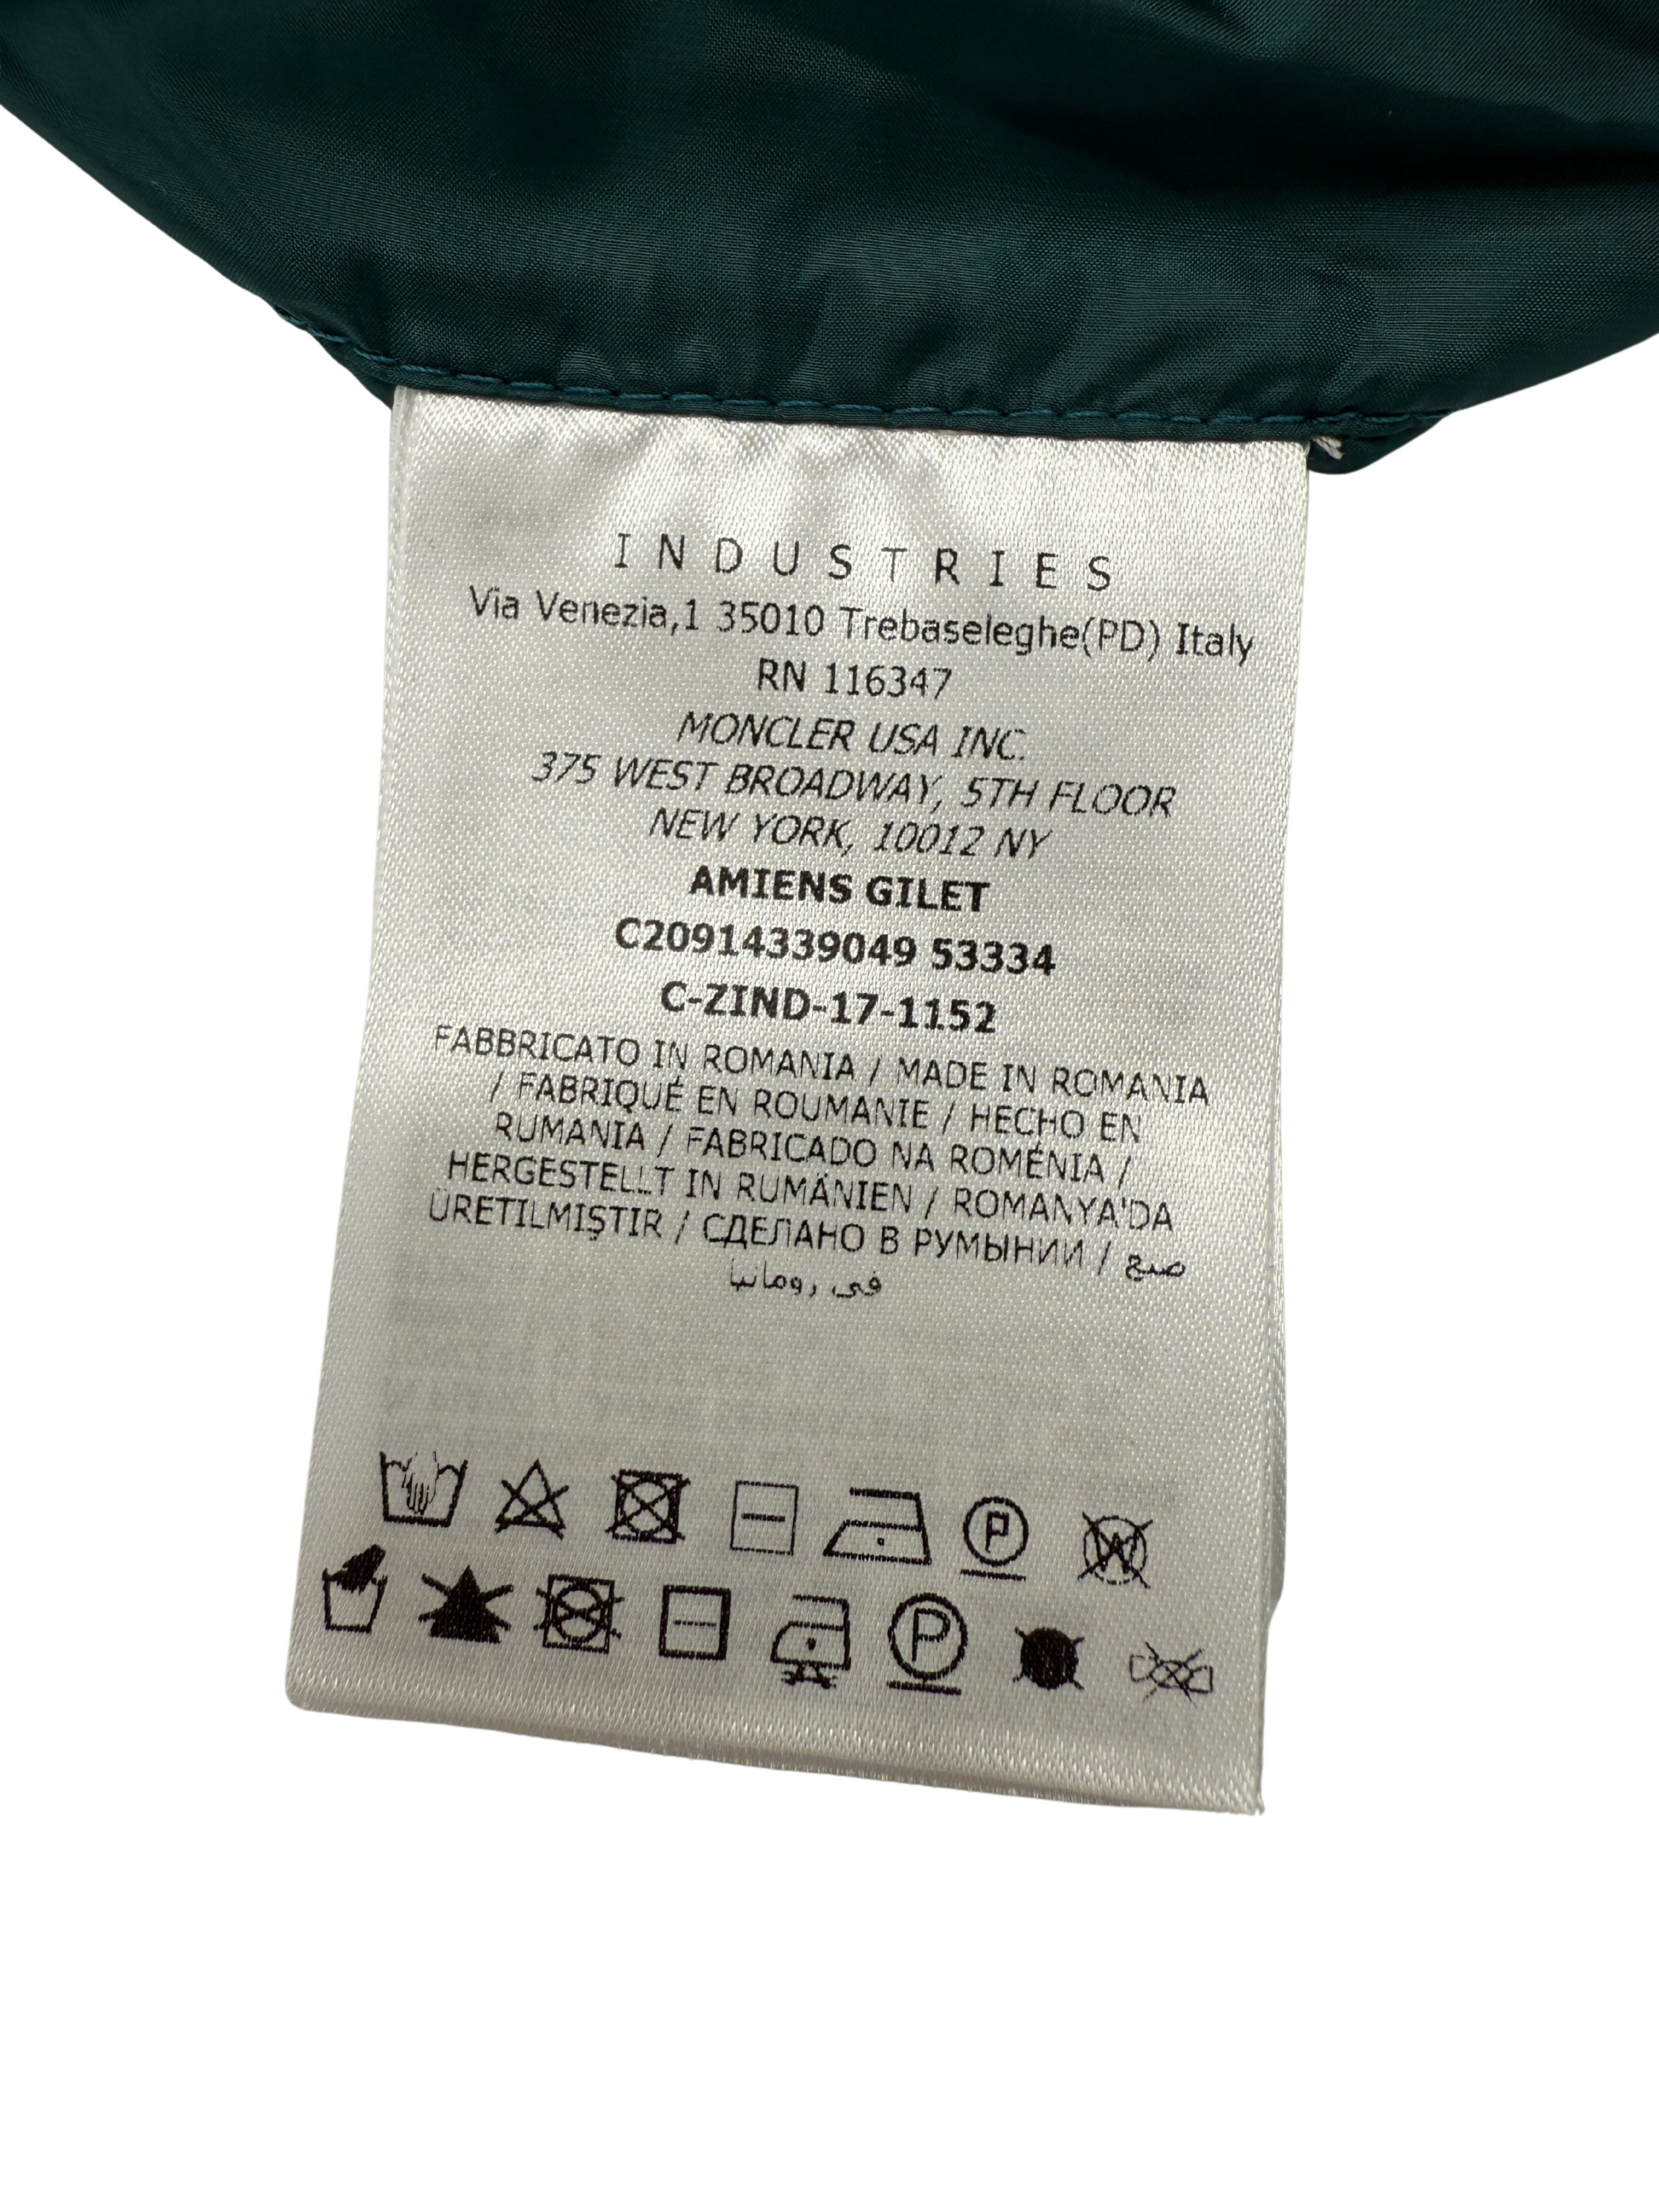 INDUSTRIES
Via Venezia,1 35010 Trebaseleghe(PD) Italy
RN 116347
MONCLER USA INC.
375 WEST BROADWAY, 5TH FLOOR
NEW YORK, 10012 NY
AMIENS GILET
C20914339049 53334
C-ZIND-17-1152
FABBRICATO IN ROMANIA / MADE IN ROMANIA
/ FABRIQUÉ EN ROUMANIE / HECHO EN
RUMANIA / FABRICADO NA ROMÉNIA /
HERGESTELLT IN RUMÄNIEN / ROMANYA'DA
ÜRETILMIŞTIR / СДЕЛАНО В РУМЫНИИ / صنع
في رومانيا
P W
P